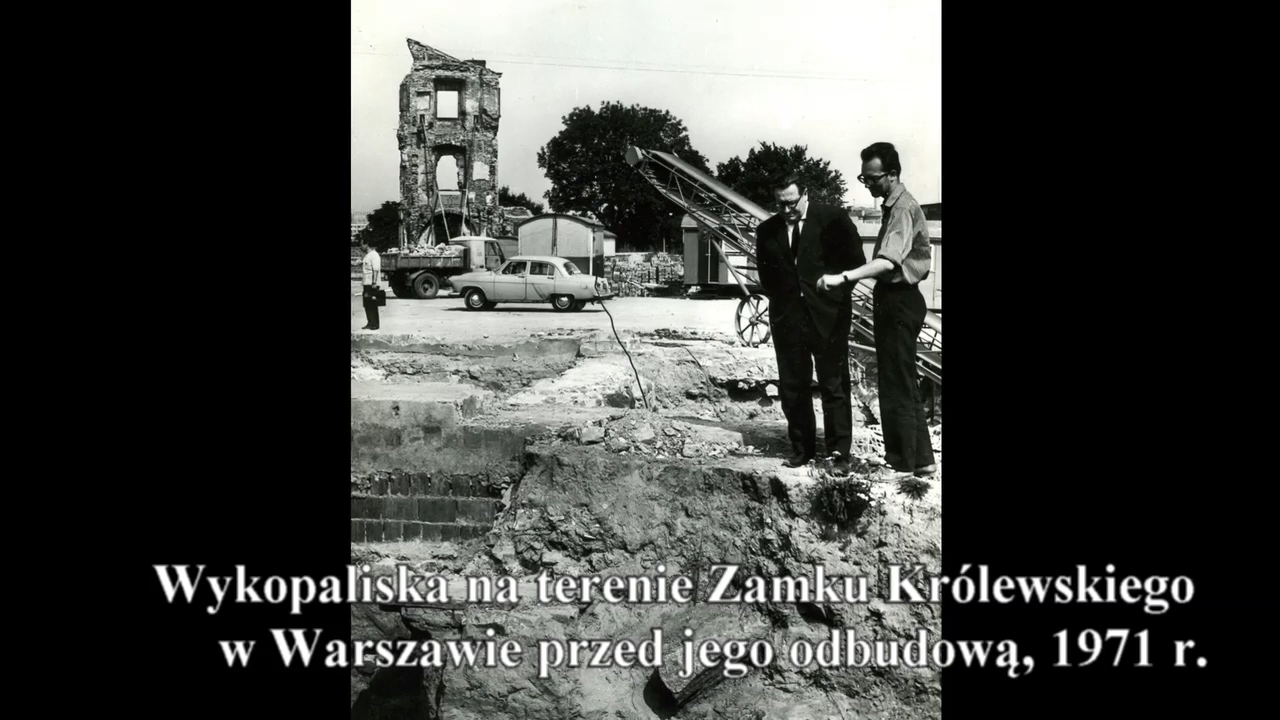 Wykopaliska na terenie Zamku Królewskiego
w Warszawie przed jego odbudową, 1971 r.